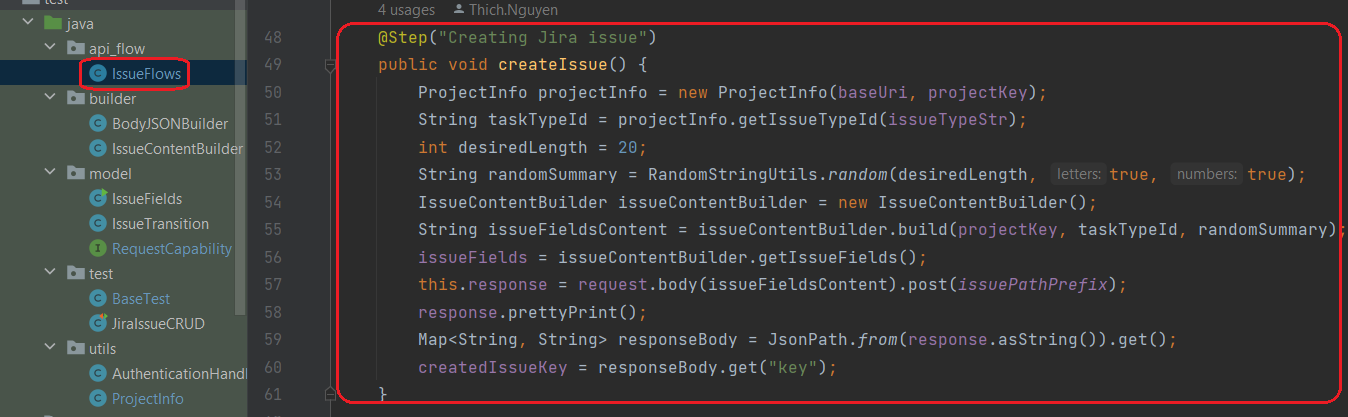 test
java
api_flow
IssueFlows
builder
BodyJSONBuilder
IssueContentBuilder
model
IssueFields
IssueTransition
RequestCapability
test
BaseTest
JiraIssueCRUD
utils
AuthenticationHandl
ProjectInfo
4 usages Thich.Nguyen
48 @Step("Creating Jira issue")
49 public void createIssue() {
50 ProjectInfo projectInfo = new ProjectInfo(baseUri, projectKey);
51 String taskTypeId = projectInfo.getIssueTypeId(issueTypeStr);
52 int desiredLength = 20;
53 String randomSummary = RandomStringUtils.random(desiredLength, letters: true, numbers: true);
54 IssueContentBuilder issueContentBuilder = new IssueContentBuilder();
55 String issueFieldsContent = issueContentBuilder.build(projectKey, taskTypeId, randomSummary);
56 issueFields = issueContentBuilder.getIssueFields();
57 this.response = request.body(issueFieldsContent).post(issuePathPrefix);
58 response.prettyPrint();
59 Map<String, String> responseBody = JsonPath.from(response.asString()).get();
60 createdIssueKey = responseBody.get("key");
61 }